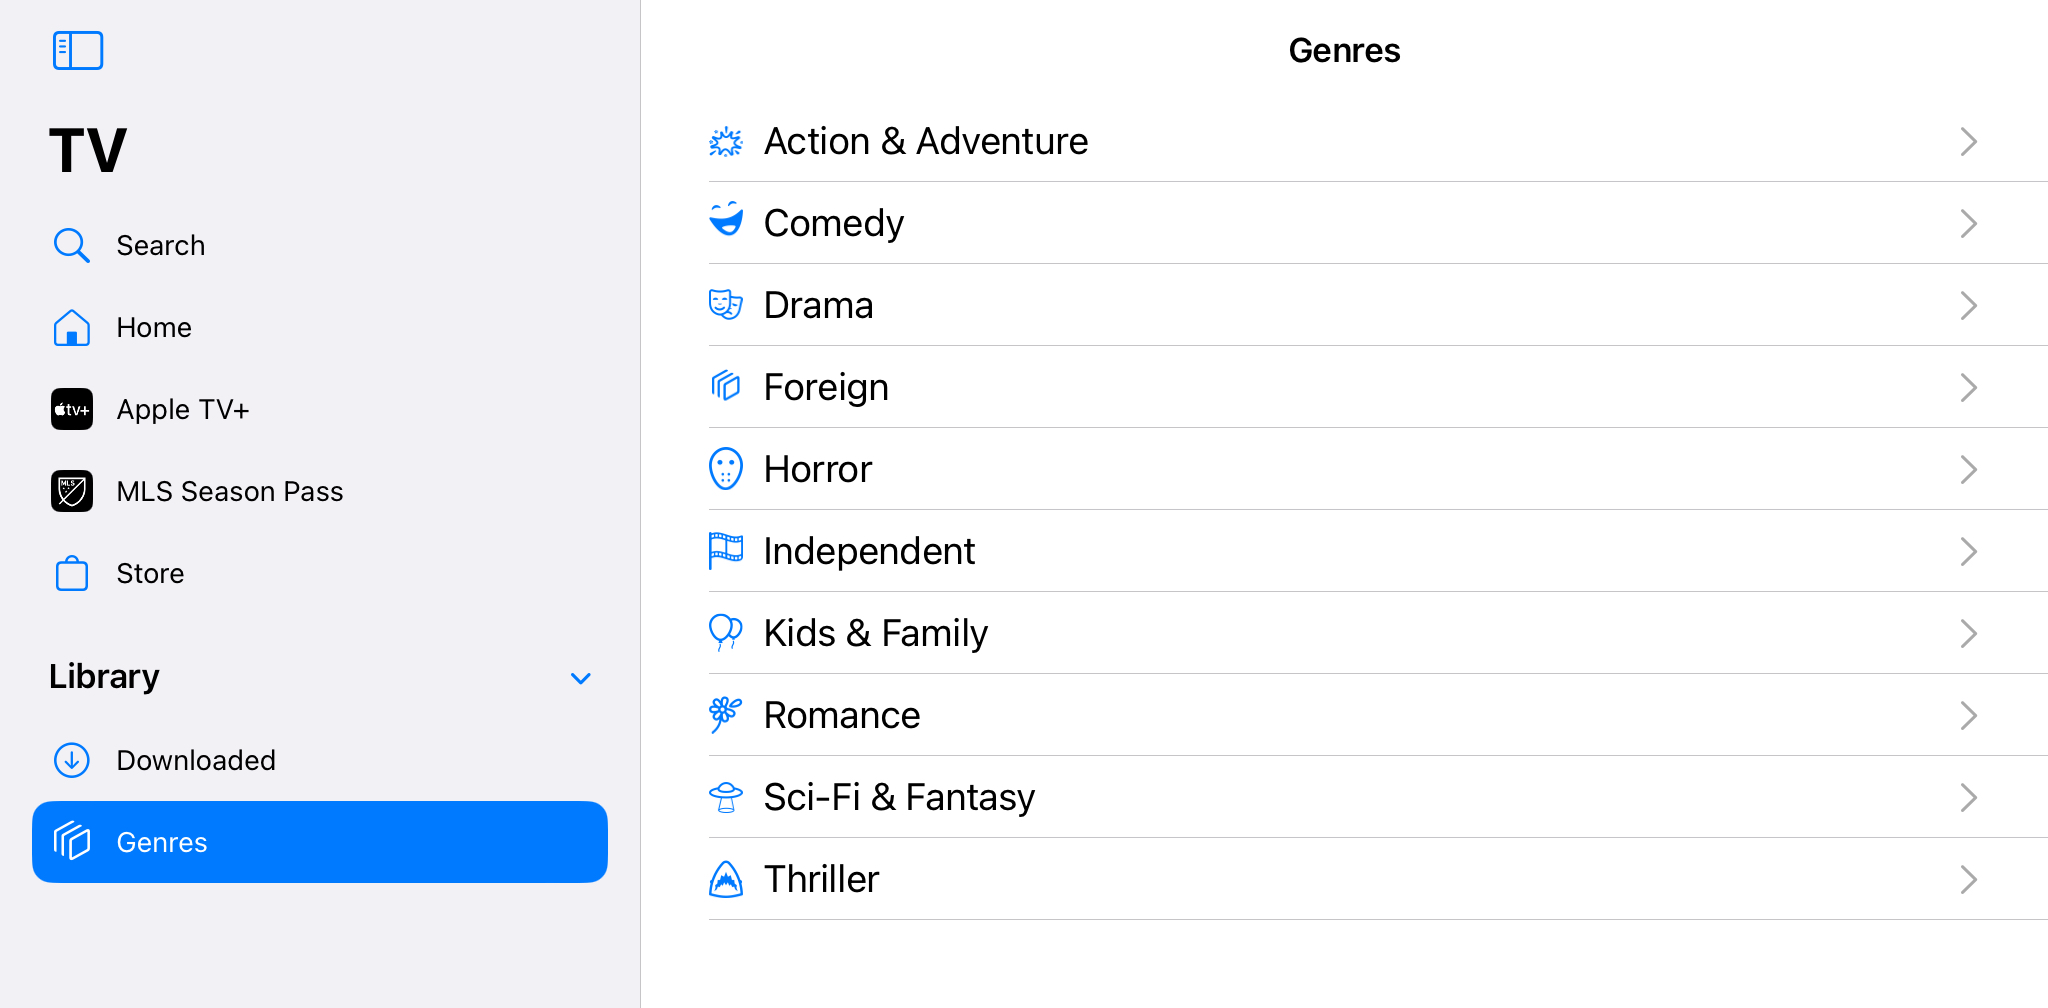 TV
Search
Home
tv+
Apple TV+
MLS
MLS Season Pass
Store
Library
Downloaded
Genres
Genres
Action & Adventure
Comedy
Drama
Foreign
Horror
Independent
Kids & Family
Romance
Sci-Fi & Fantasy
Thriller